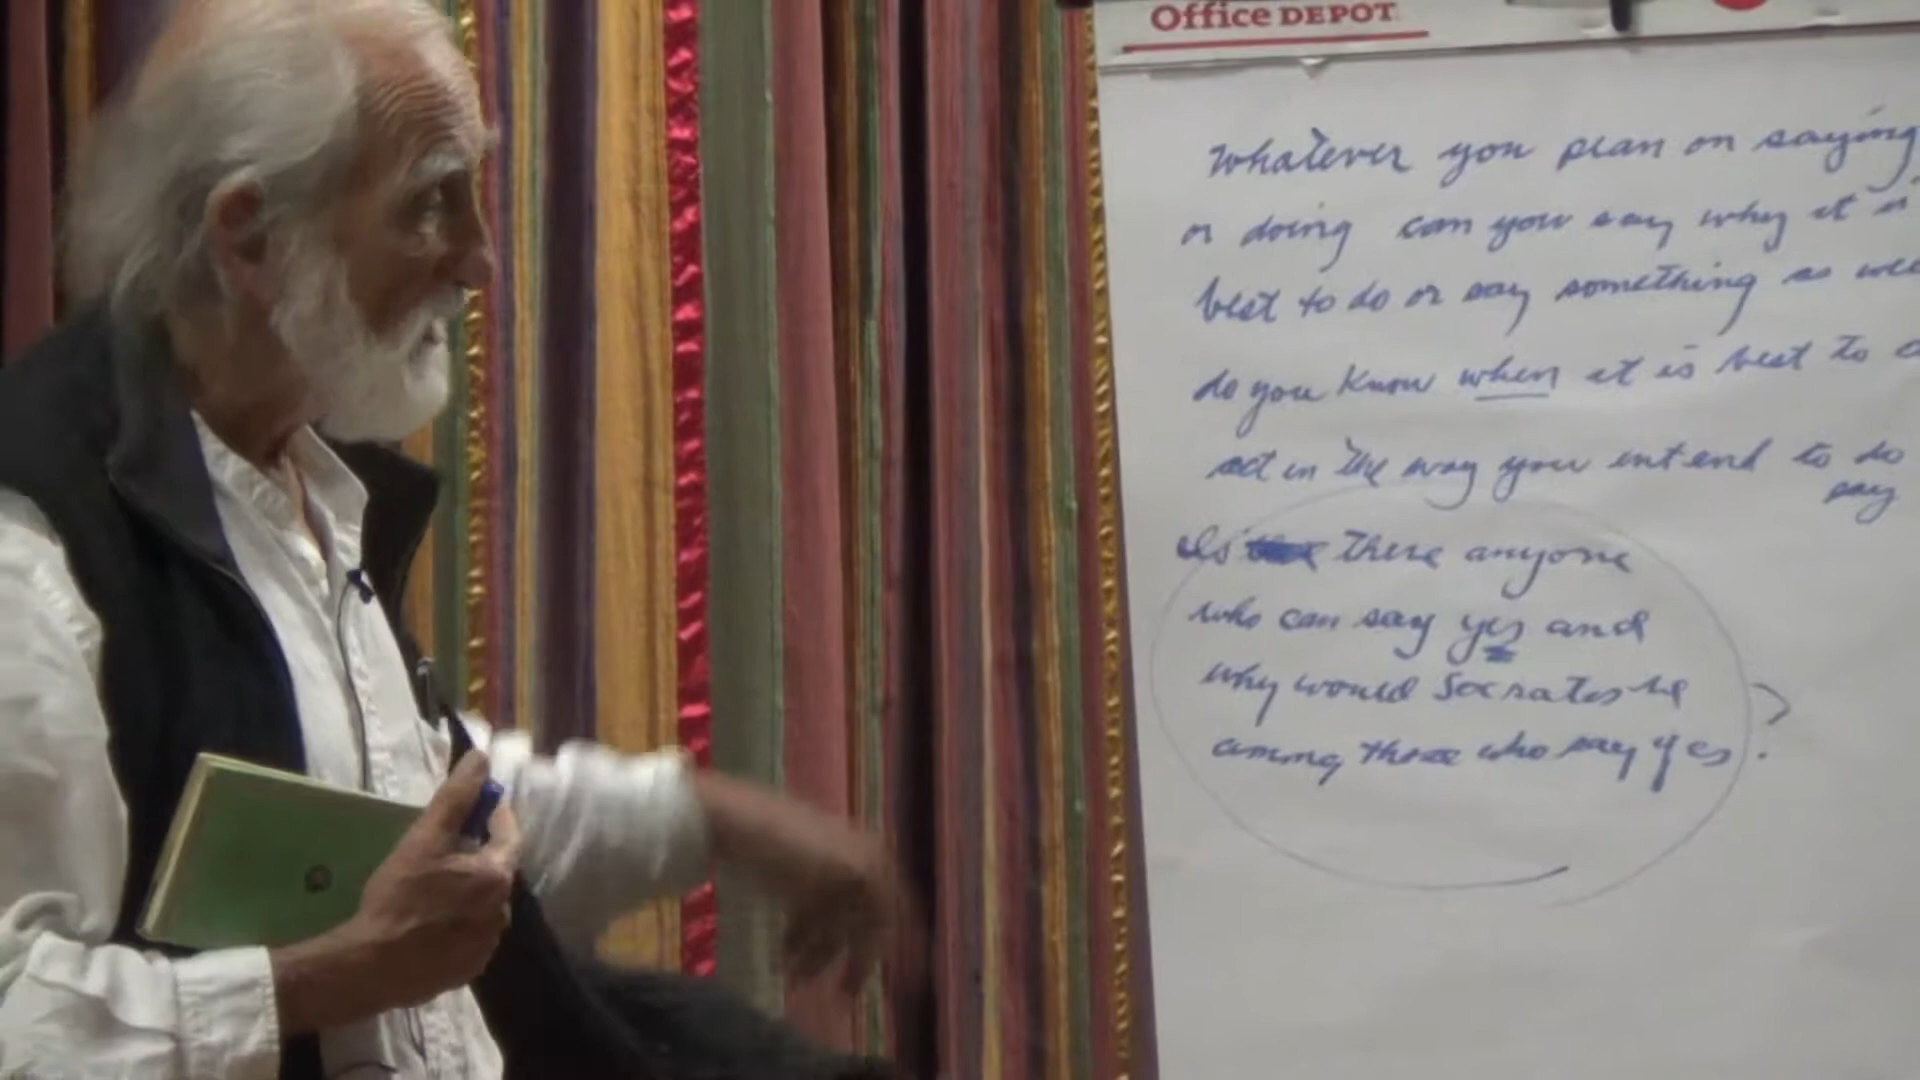 Office DEPOT
whatever you plan on saying
or doing can you say why it is
best to do or say something as well
do you know when it is best to
act in the way you intend to do
say
Is there anyone
who can say yes and
why would Socrates be
among those who say yes ?